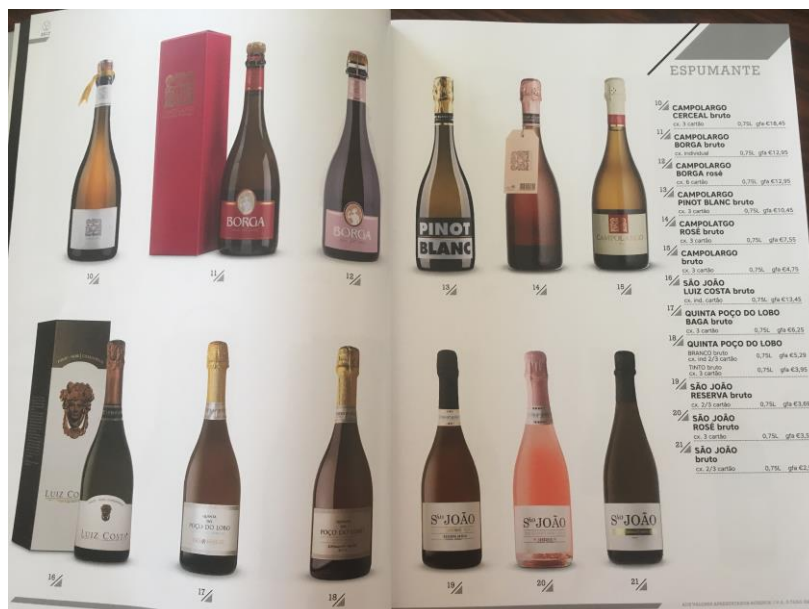 BORGA
BORGA
PINOT
BLANC
CAMPOLARGO
10
11
12
13
14
15
LUIZ COSTA
QUINTA
DO
POÇO DO LOBO
QUINTA
DO
POÇO DO LOBO
SÃO JOÃO
SÃO JOÃO
SÃO JOÃO
16
17
18
19
20
21
ESPUMANTE
10 CAMPOLARGO
CERCEAL bruto
cx. 3 cartão 0,75L gfa €18,45
11 CAMPOLARGO
BORGA bruto
cx. individual 0,75L gfa €12,95
12 CAMPOLARGO
BORGA rosé
cx. 6 cartão 0,75L gfa €12,95
13 CAMPOLARGO
PINOT BLANC bruto
cx. 3 cartão 0,75L gfa €10,45
14 CAMPOLATGO
ROSÉ bruto
cx. 3 cartão 0,75L gfa €7,55
15 CAMPOLARGO
bruto
cx. 3 cartão 0,75L gfa €4,75
16 SÃO JOÃO
LUIZ COSTA bruto
cx. ind. cartão 0,75L gfa €13,45
17 QUINTA POÇO DO LOBO
BAGA bruto
cx. 3 cartão 0,75L gfa €6,25
18 QUINTA POÇO DO LOBO
BRANCO bruto
cx. ind 2/3 cartão 0,75L gfa €5,29
TINTO bruto
cx. 3 cartão 0,75L gfa €3,95
19 SÃO JOÃO
RESERVA bruto
cx. 2/3 cartão 0,75L gfa
20 SÃO JOÃO
ROSÉ bruto
cx. 3 cartão 0,75L gfa
21 SÃO JOÃO
bruto
cx. 2/3 cartão 0,75L gfa